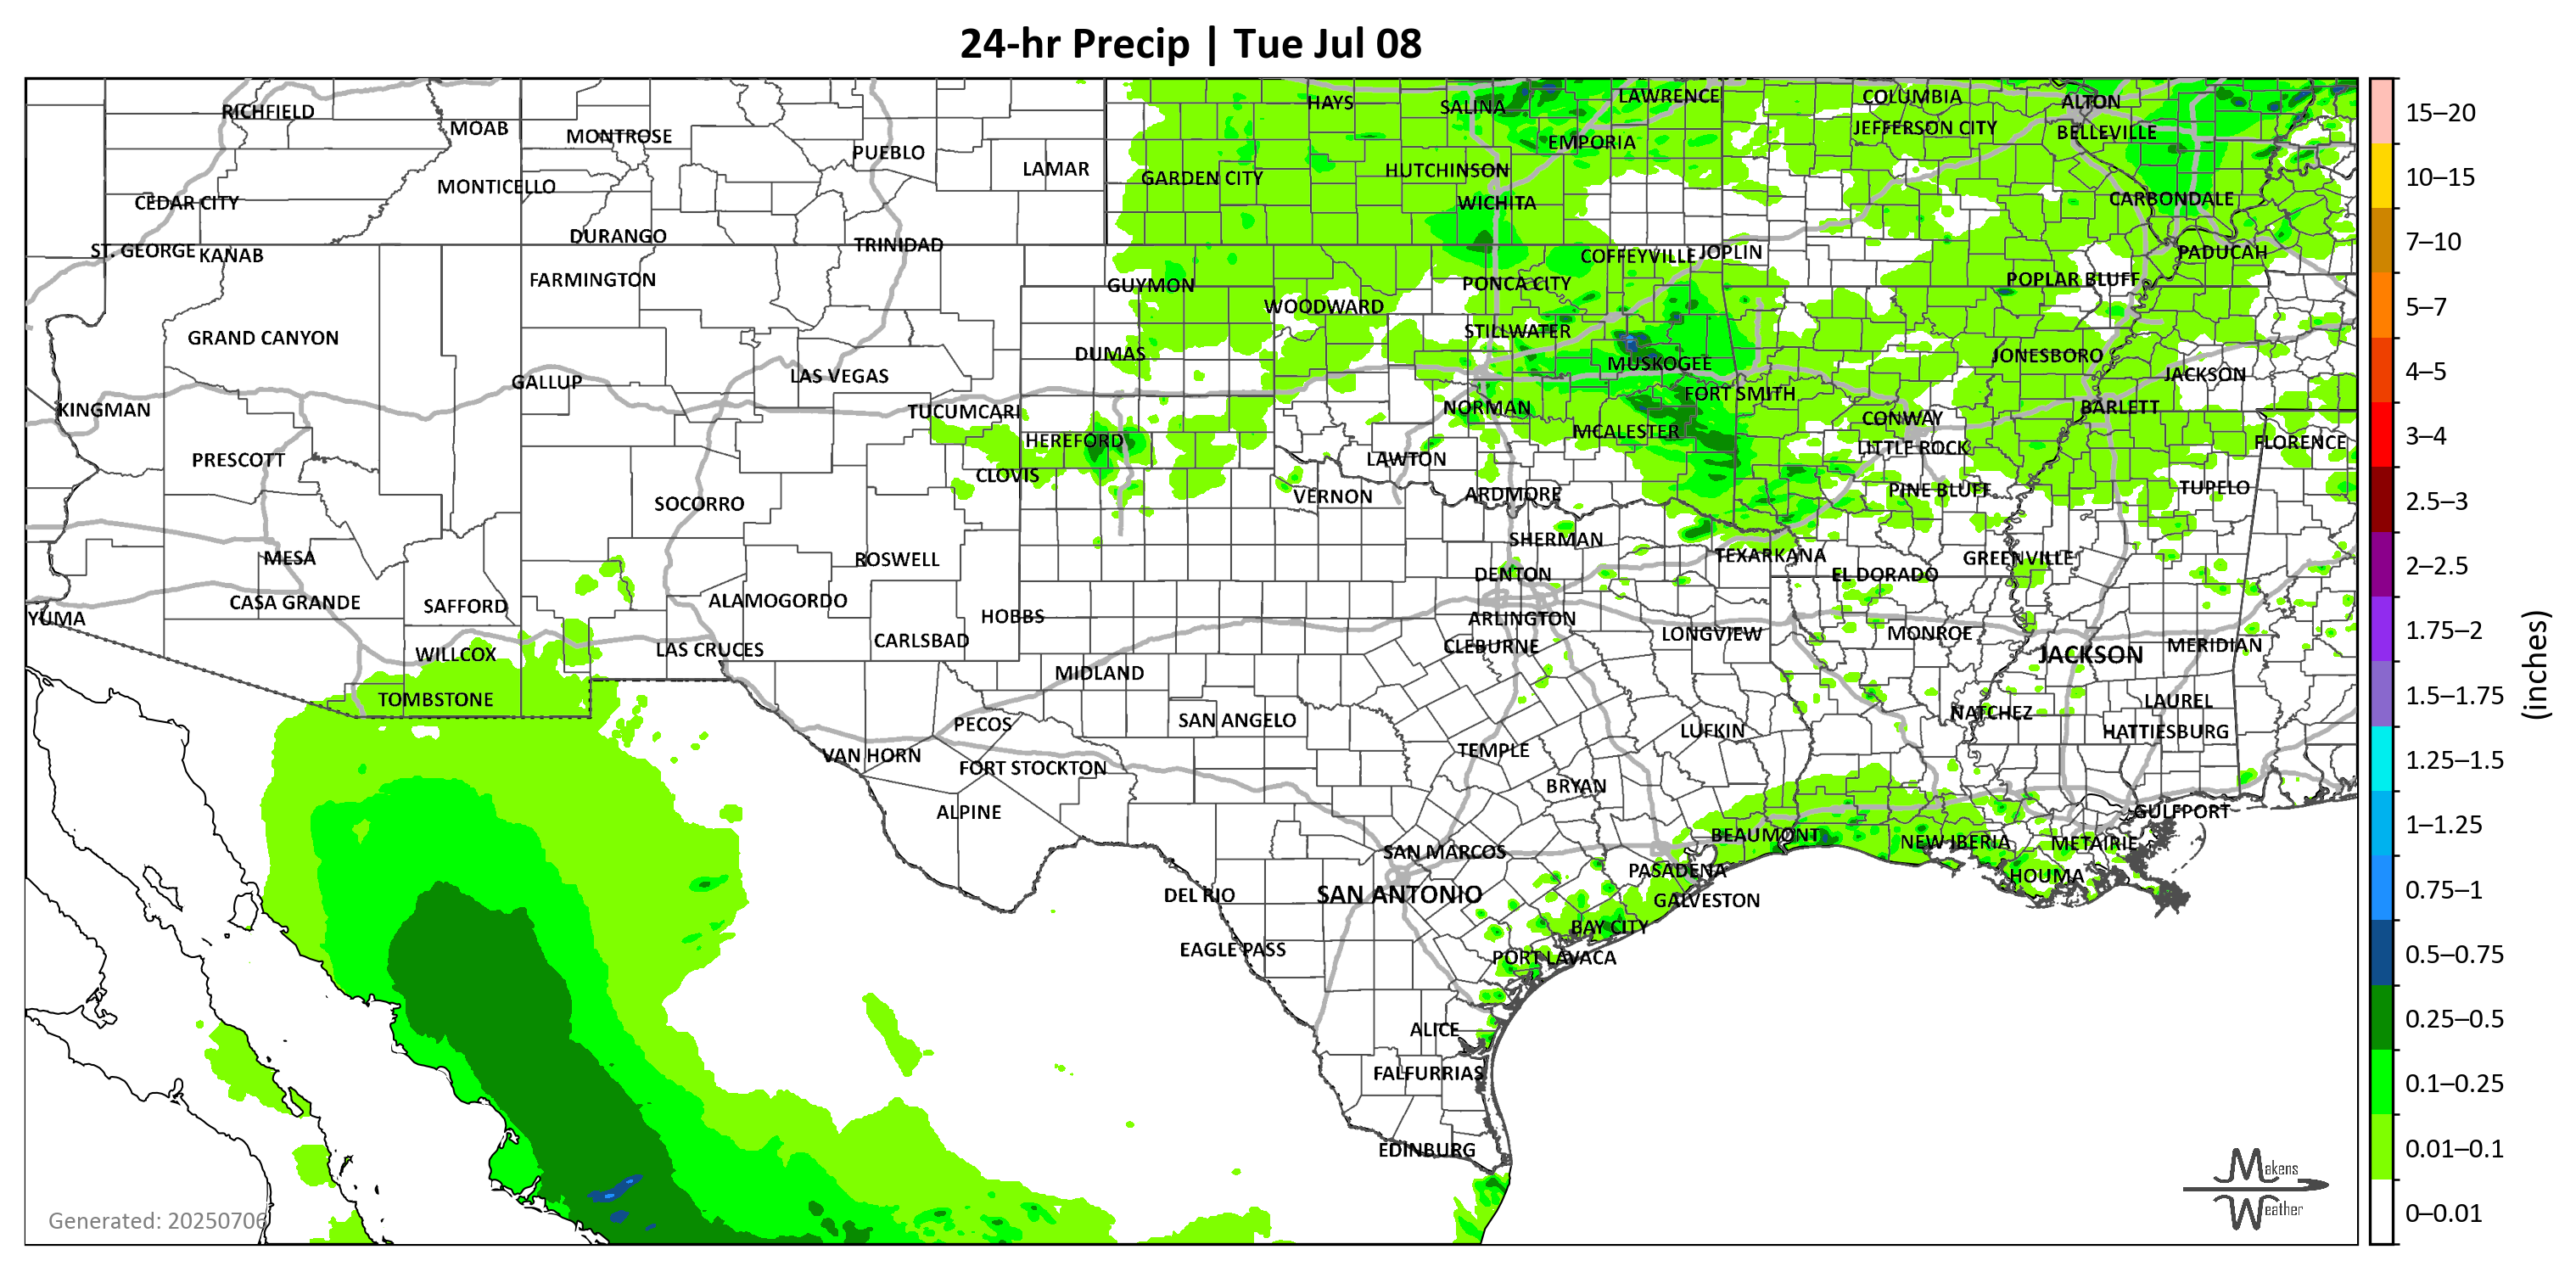 24-hr Precip | Tue Jul 08
RICHFIELD
MOAB
MONTROSE
PUEBLO
LAMAR
HAYS
SALINA
LAWRENCE
COLUMBIA
ALTON
JEFFERSON CITY
BELLEVILLE
EMPORIA
HUTCHINSON
GARDEN CITY
MONTICELLO
CEDAR CITY
WICHITA
CARBONDALE
DURANGO
TRINIDAD
ST. GEORGE
KANAB
COFFEYVILLE
JOPLIN
PADUCAH
FARMINGTON
GUYMON
PONCA CITY
POPLAR BLUFF
WOODWARD
STILLWATER
GRAND CANYON
DUMAS
MUSKOGEE
JONESBORO
GALLUP
LAS VEGAS
JACKSON
FORT SMITH
KINGMAN
TUCUMCARI
NORMAN
CONWAY
BARLETT
HEREFORD
MCALESTER
LITTLE ROCK
FLORENCE
PRESCOTT
CLOVIS
LAWTON
SOCORRO
VERNON
ARDMORE
PINE BLUFF
TUPELO
MESA
ROSWELL
SHERMAN
TEXARKANA
GREENVILLE
DENTON
EL DORADO
YUMA
CASA GRANDE
SAFFORD
ALAMOGORDO
HOBBS
ARLINGTON
WILLCOX
LAS CRUCES
CARLSBAD
CLEBURNE
LONGVIEW
MONROE
JACKSON
MERIDIAN
TOMBSTONE
MIDLAND
PECOS
SAN ANGELO
LAUREL
NATCHEZ
HATTIESBURG
VAN HORN
FORT STOCKTON
TEMPLE
LUFKIN
ALPINE
BRYAN
GULFPORT
BEAUMONT
NEW IBERIA
METAIRIE
SAN MARCOS
PASADENA
HOUMA
DEL RIO
SAN ANTONIO
GALVESTON
EAGLE PASS
BAY CITY
PORT LAVACA
ALICE
FALFURRIAS
EDINBURG
15–20
10–15
7–10
5–7
4–5
3–4
2.5–3
2–2.5
1.75–2
1.5–1.75
1.25–1.5
1–1.25
0.75–1
0.5–0.75
0.25–0.5
0.1–0.25
0.01–0.1
0–0.01
(inches)
Generated: 20250706
Makens
Weather